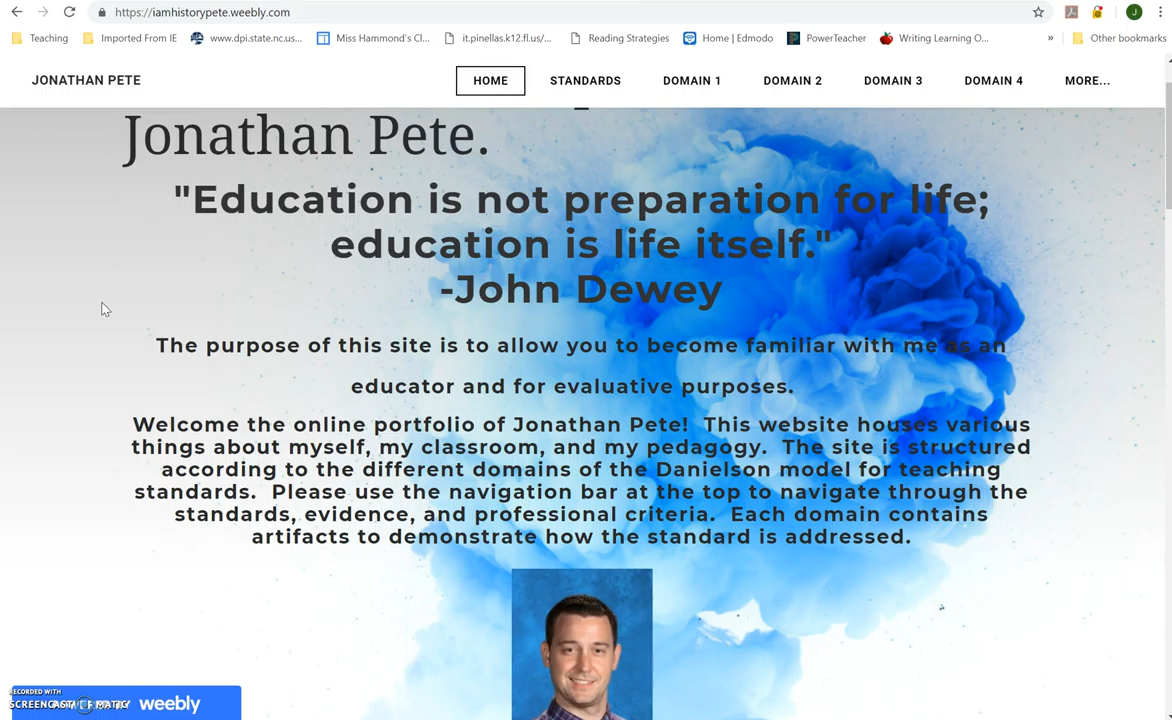 https://iamhistorypete.weebly.com
J
Teaching
Imported From IE
www.dpi.state.nc.us...
Miss Hammond's Cl...
it.pinellas.k12.fl.us/...
Reading Strategies
Home | Edmodo
PowerTeacher
Writing Learning O...
»
Other bookmarks
JONATHAN PETE
HOME
STANDARDS
DOMAIN 1
DOMAIN 2
DOMAIN 3
DOMAIN 4
MORE...
Jonathan Pete.
"Education is not preparation for life;
education is life itself."
-John Dewey
The purpose of this site is to allow you to become familiar with me as an
educator and for evaluative purposes.
Welcome the online portfolio of Jonathan Pete!  This website houses various
things about myself, my classroom, and my pedagogy.  The site is structured
according to the different domains of the Danielson model for teaching
standards.  Please use the navigation bar at the top to navigate through the
standards, evidence, and professional criteria.  Each domain contains
artifacts to demonstrate how the standard is addressed.
RECORDED WITH
SCREENCAST-O-MATIC
weebly